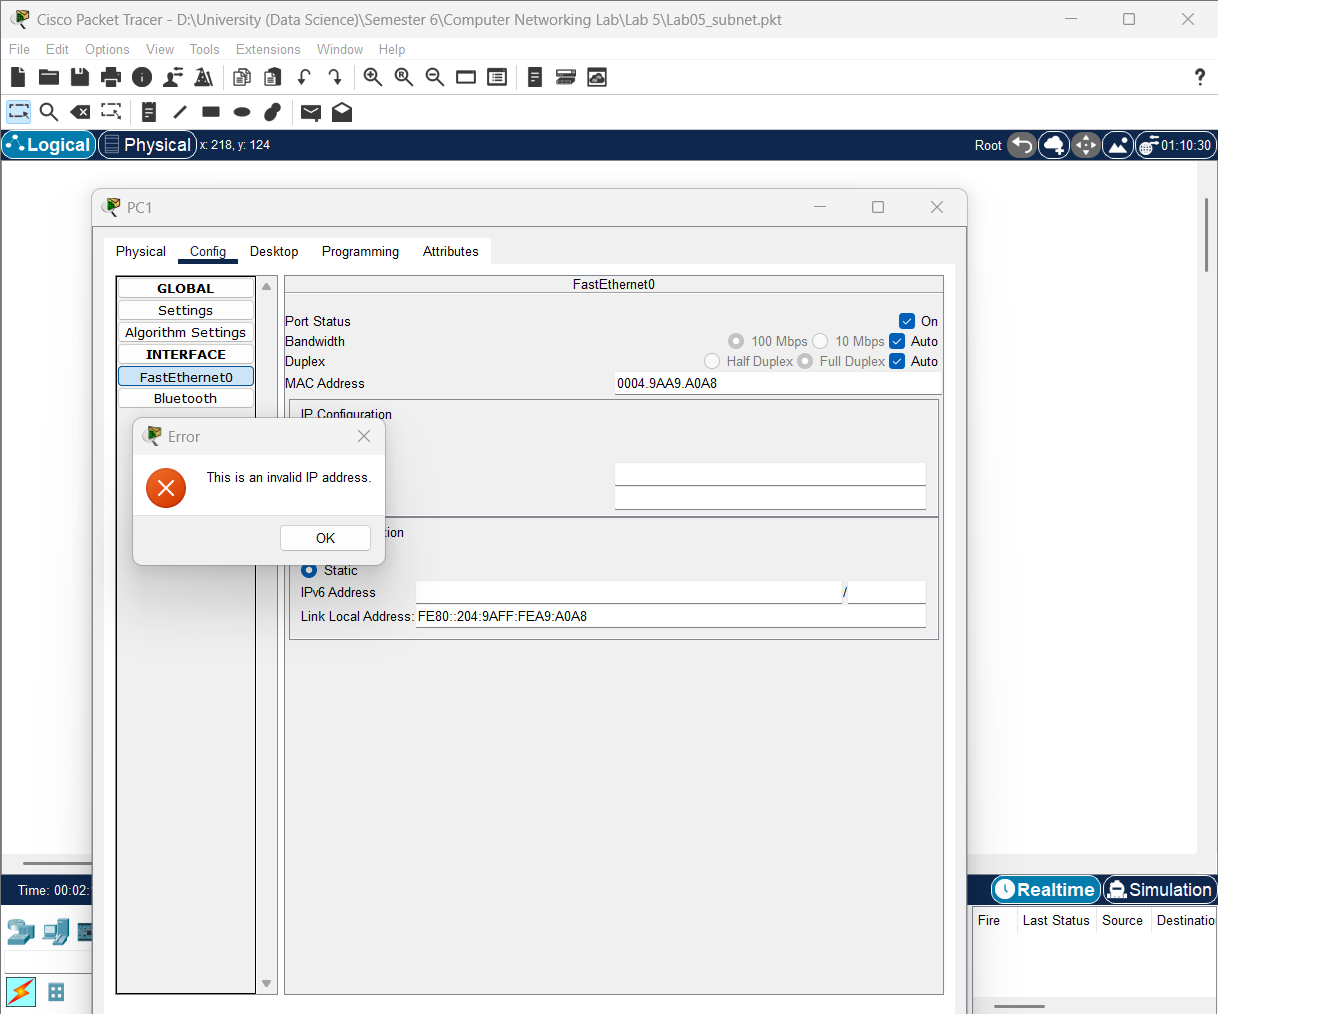 Cisco Packet Tracer - D:\University (Data Science)\Semester 6\Computer Networking Lab\Lab 5\Lab05_subnet.pkt
File Edit Options View Tools Extensions Window Help
?
Logical Physical x: 218, y: 124 Root 01:10:30
PC1
Physical Config Desktop Programming Attributes
GLOBAL
Settings
Algorithm Settings
INTERFACE
FastEthernet0
Bluetooth
FastEthernet0
Port Status On
Bandwidth 100 Mbps 10 Mbps Auto
Duplex Half Duplex Full Duplex Auto
MAC Address 0004.9AA9.A0A8
IP Configuration
Error
This is an invalid IP address.
OK
Static
IPv6 Address /
Link Local Address: FE80::204:9AFF:FEA9:A0A8
Time: 00:02:
Realtime Simulation
Fire Last Status Source Destinatio